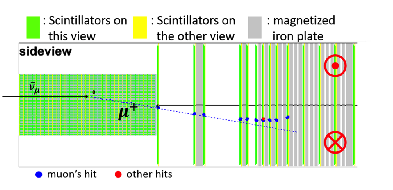 : Scintillators on this view
: Scintillators on the other view
: magnetized iron plate
sideview
ν̄μ
μ+
muon's hit
other hits